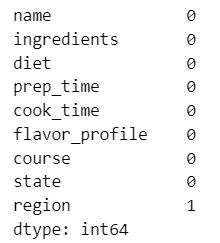 name 0
ingredients 0
diet 0
prep_time 0
cook_time 0
flavor_profile 0
course 0
state 0
region 1
dtype: int64